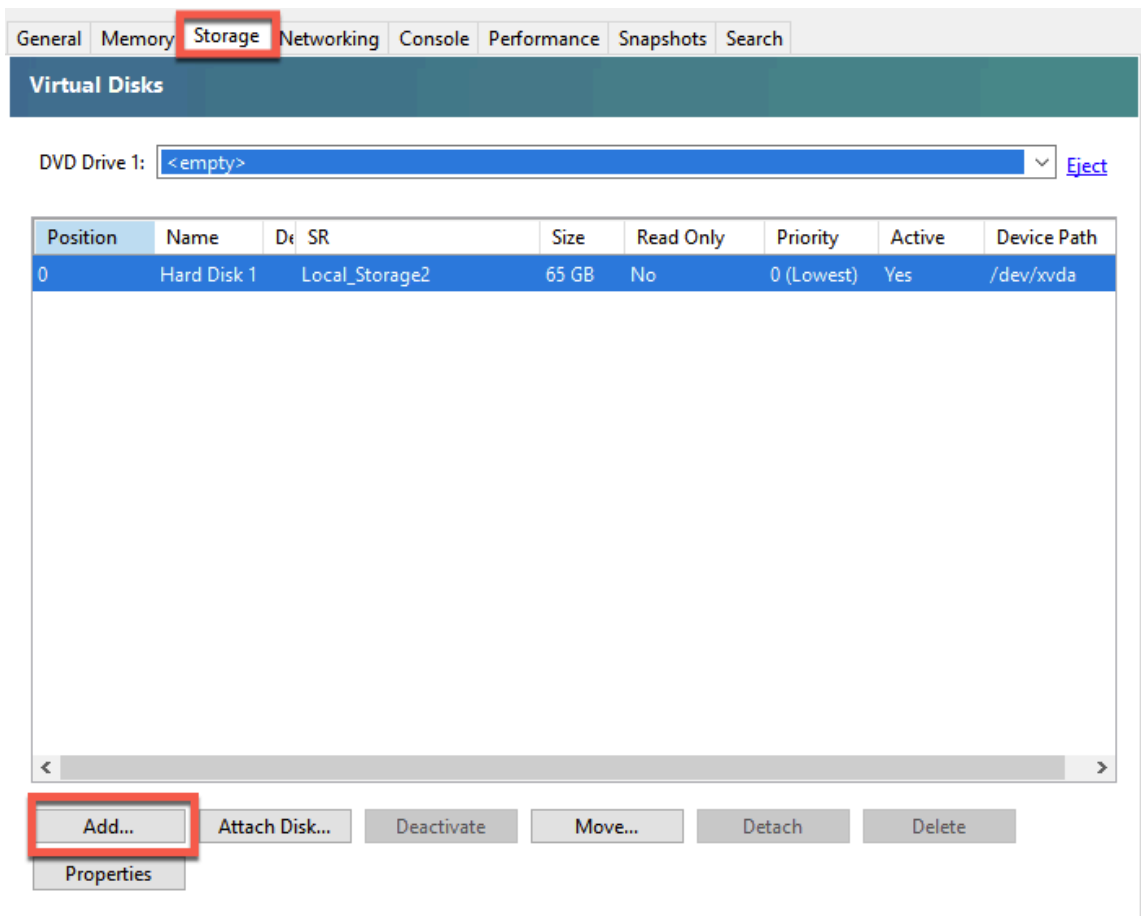 General Memory Storage Networking Console Performance Snapshots Search
Virtual Disks
DVD Drive 1: <empty> Eject
Position Name De SR Size Read Only Priority Active Device Path
0 Hard Disk 1 Local_Storage2 65 GB No 0 (Lowest) Yes /dev/xvda
Add... Attach Disk... Deactivate Move... Detach Delete
Properties